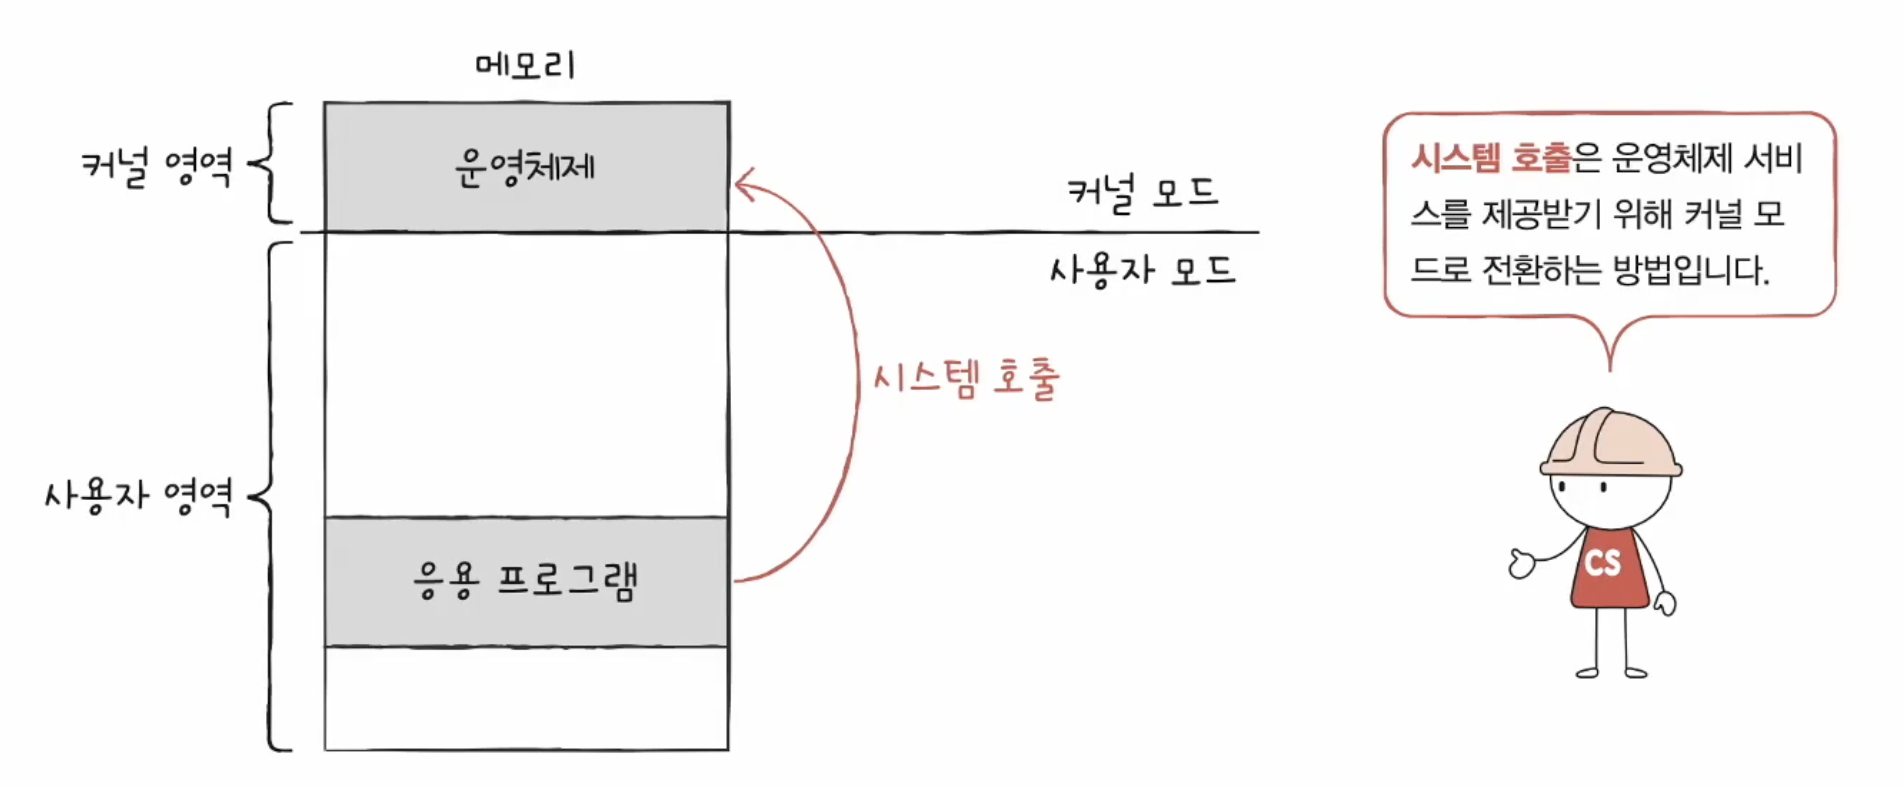 메모리
커널 영역
운영체제
커널 모드
사용자 모드
시스템 호출
사용자 영역
응용 프로그램
시스템 호출은 운영체제 서비
스를 제공받기 위해 커널 모
드로 전환하는 방법입니다.
CS